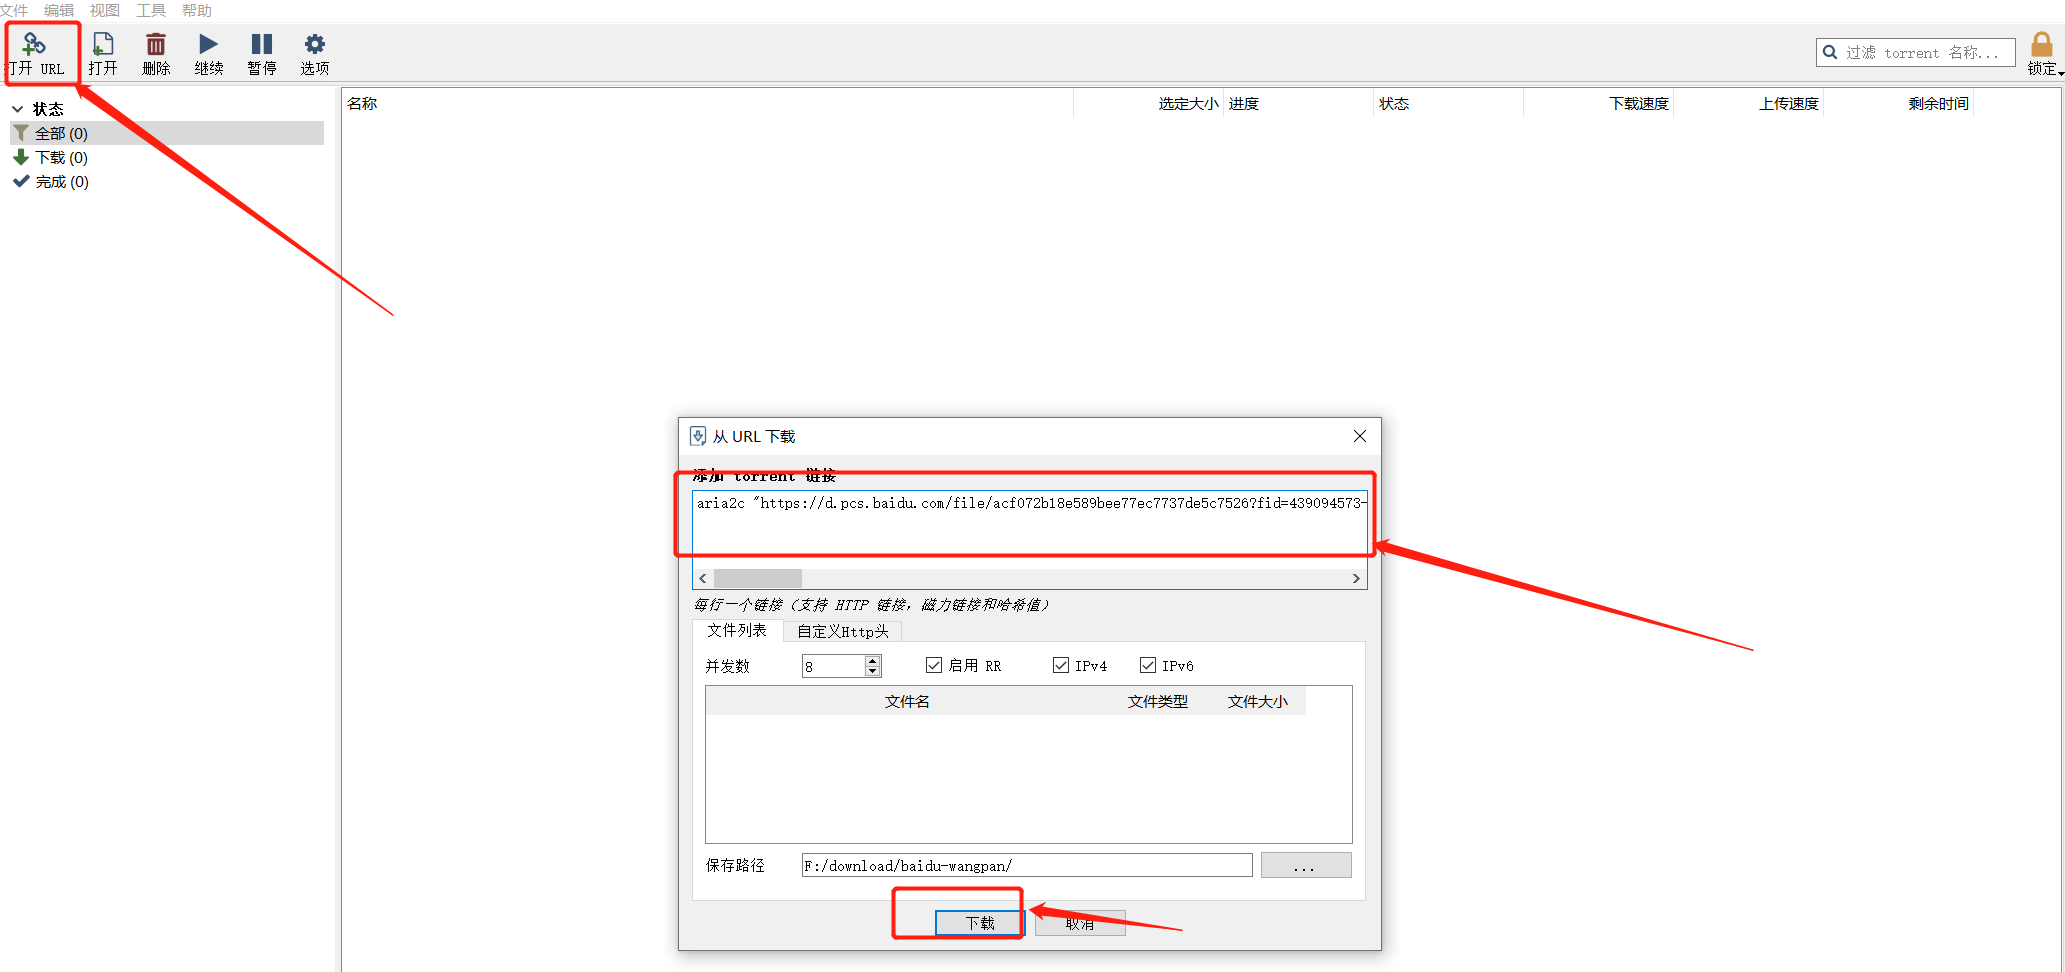 文件 编辑 视图 工具 帮助
打开 URL 打开 删除 继续 暂停 选项
过滤 torrent 名称...
锁定
状态
全部 (0)
下载 (0)
完成 (0)
名称 选定大小 进度 状态 下载速度 上传速度 剩余时间
从 URL 下载
添加 torrent 链接
aria2c "https://d.pcs.baidu.com/file/acf072b18e589bee77ec7737de5c7526?fid=439094573-
每行一个链接（支持 HTTP 链接，磁力链接和哈希值）
文件列表 自定义Http头
并发数 8 启用 RR IPv4 IPv6
文件名 文件类型 文件大小
保存路径 F:/download/baidu-wangpan/ ...
下载 取消